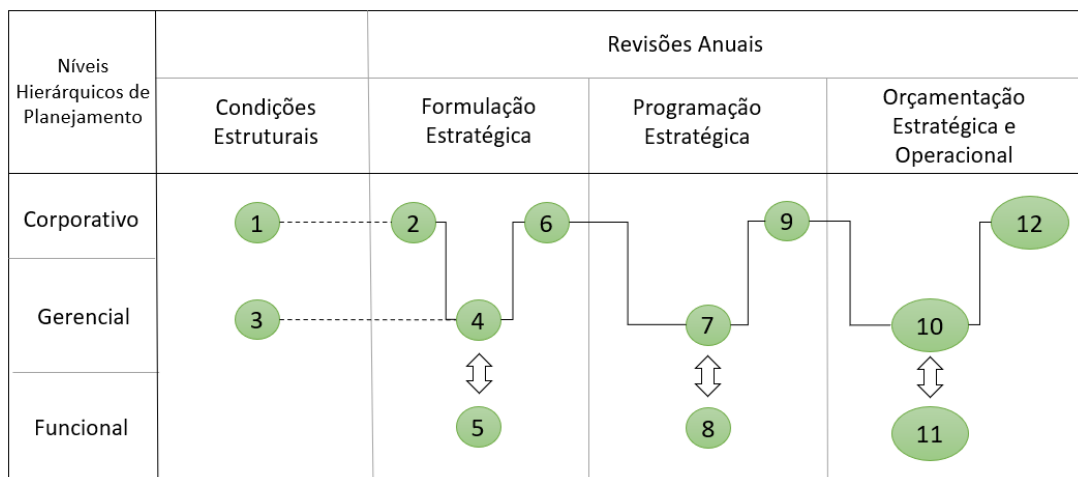 Níveis
Hierárquicos de
Planejamento
Revisões Anuais
Condições
Estruturais
Formulação
Estratégica
Programação
Estratégica
Orçamentação
Estratégica e
Operacional
Corporativo
1
2
6
9
12
Gerencial
3
4
7
10
Funcional
5
8
11